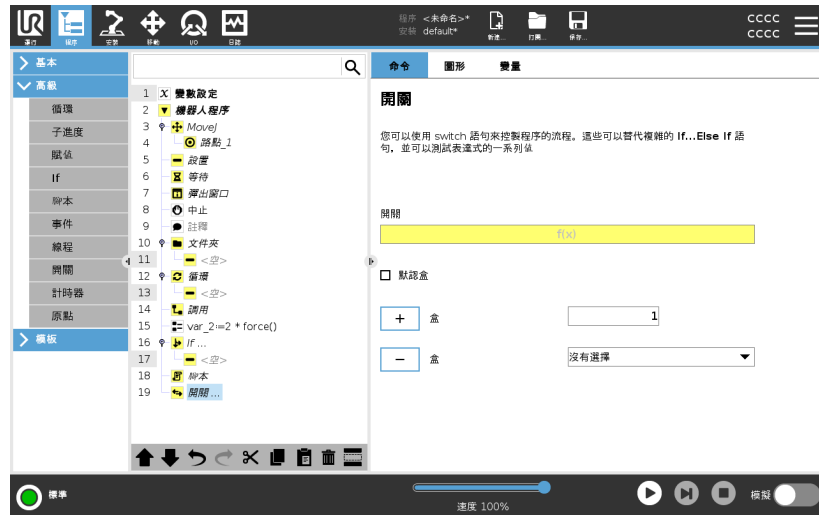 UR
運行
程序
安裝
移動
I/O
日誌
程序 <未命名>*
安裝 default*
新建...
打開...
保存...
CCCC
CCCC
基本
高級
循環
子進度
賦值
If
腳本
事件
線程
開關
計時器
原點
模板
1 X 變數設定
2 機器人程序
3 MoveJ
4 路點_1
5 設置
6 等待
7 彈出窗口
8 中止
9 註釋
10 文件夾
11 <空>
12 循環
13 <空>
14 調用
15 var_2≔2 * force()
16 If ...
17 <空>
18 腳本
19 開關 ...
命令 圖形 變量
開關
您可以使用 switch 語句來控製程序的流程。這些可以替代複雜的 If...Else If 語
句，並可以測試表達式的一系列值
開關
f(x)
默認盒
+ 盒 1
− 盒 沒有選擇
標準
速度 100%
模擬